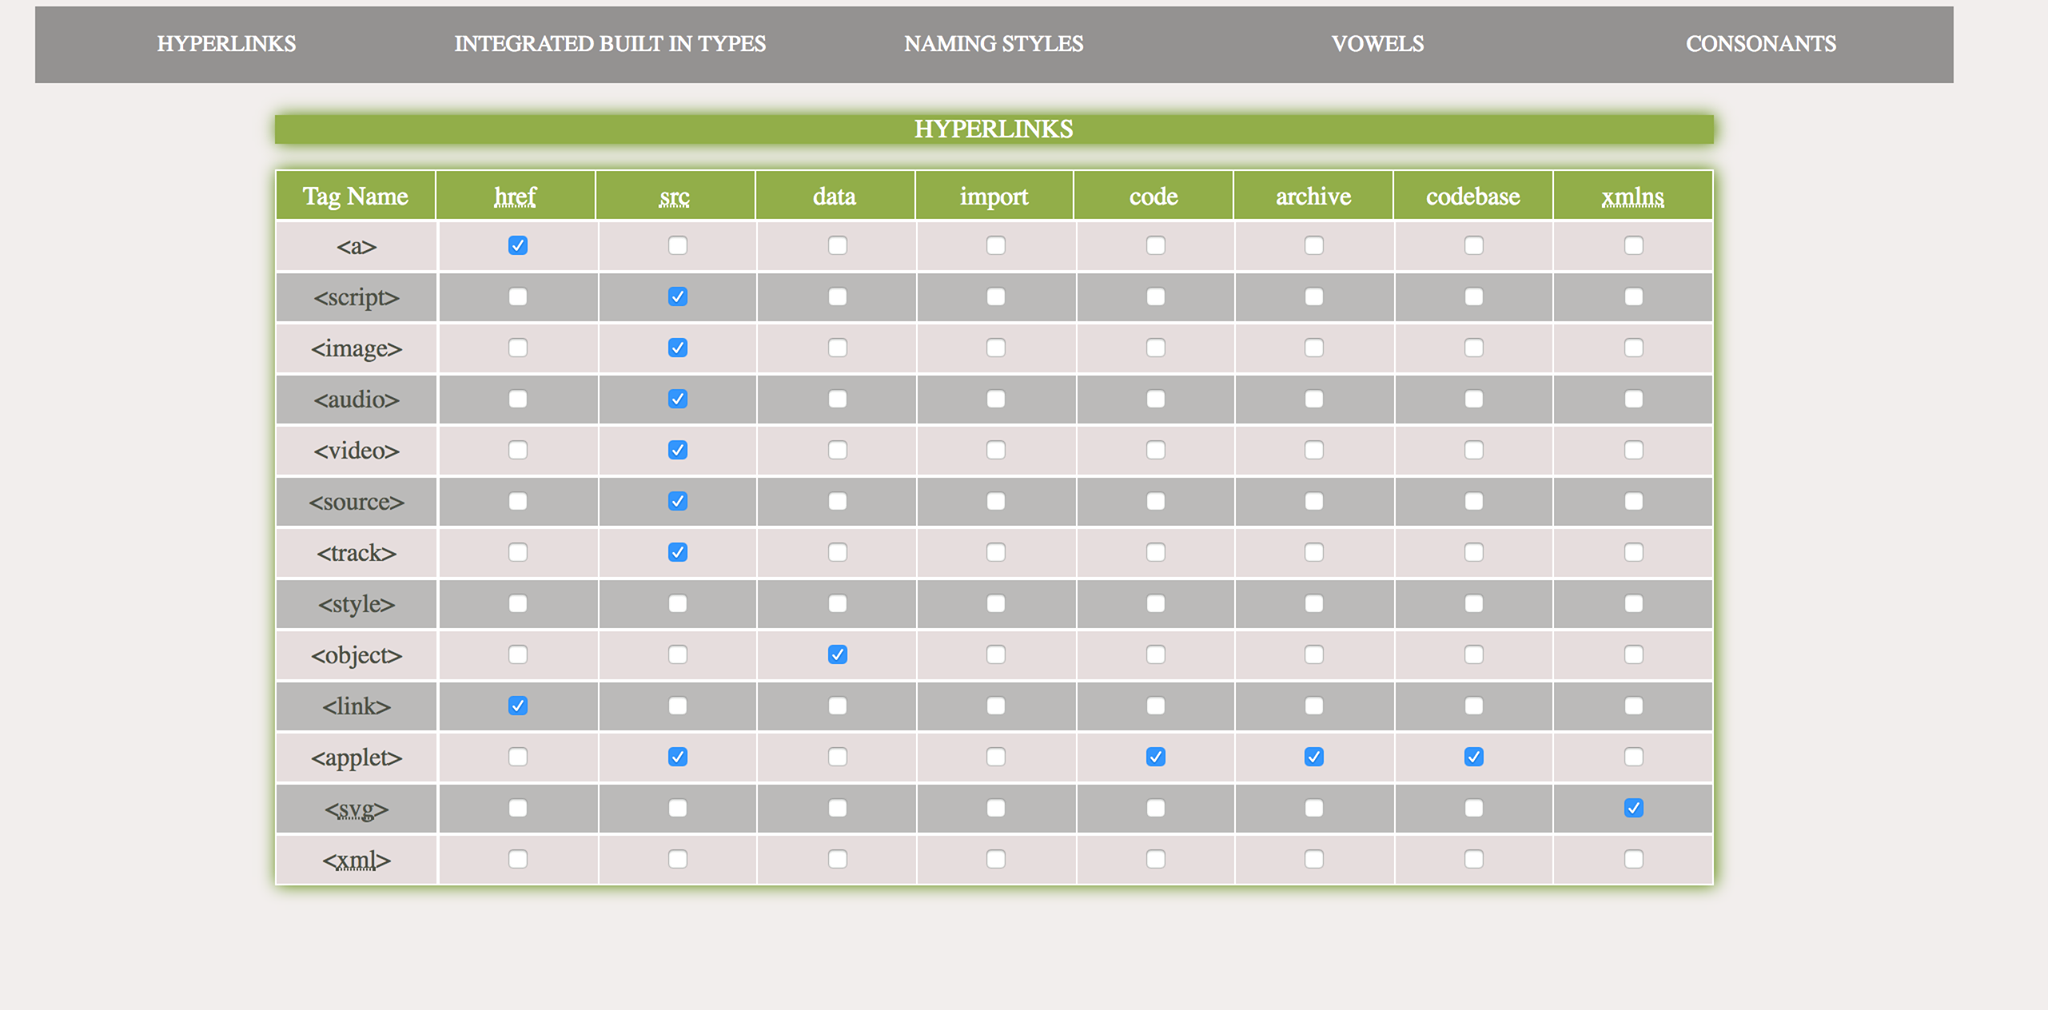 HYPERLINKS INTEGRATED BUILT IN TYPES NAMING STYLES VOWELS CONSONANTS
HYPERLINKS
Tag Name href src data import code archive codebase xmlns
<a>
<script>
<image>
<audio>
<video>
<source>
<track>
<style>
<object>
<link>
<applet>
<svg>
<xml>